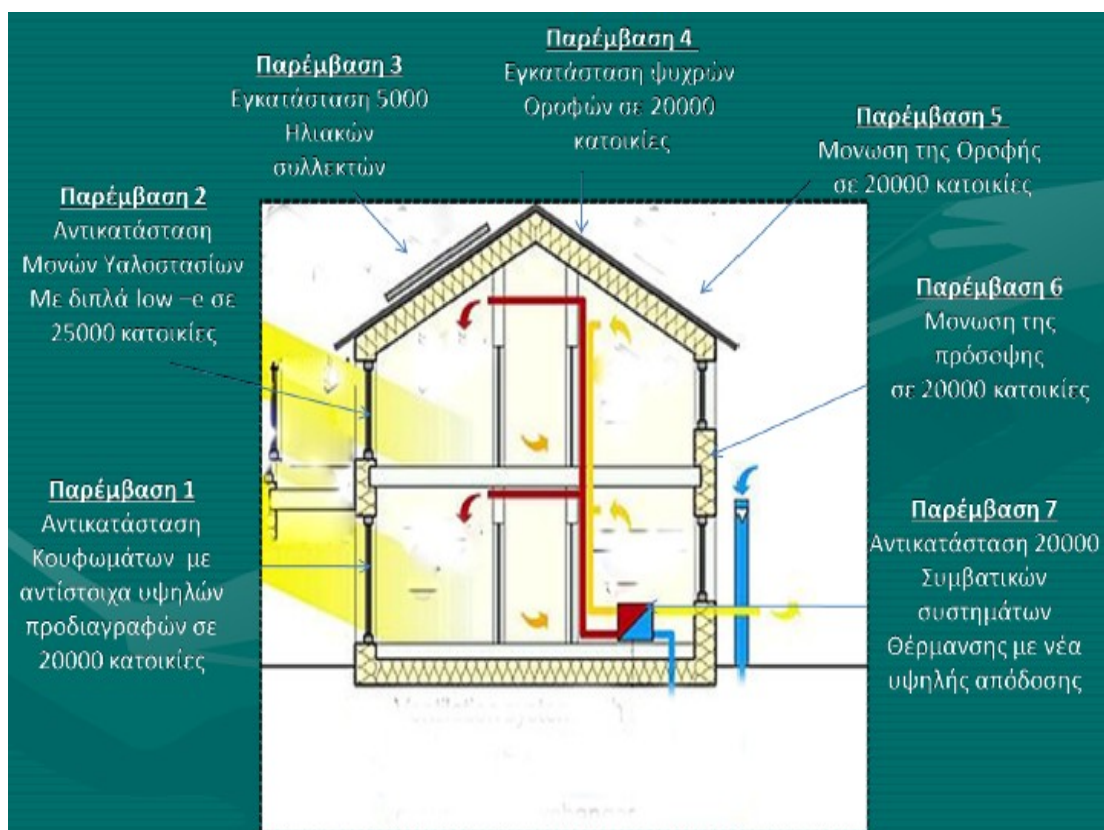 Παρέμβαση 1
Αντικατάσταση
Κουφωμάτων με
αντίστοιχα υψηλών
προδιαγραφών σε
20000 κατοικίες
Παρέμβαση 2
Αντικατάσταση
Μονών Υαλοστασίων
Με διπλά low –e σε
25000 κατοικίες
Παρέμβαση 3
Εγκατάσταση 5000
Ηλιακών
συλλεκτών
Παρέμβαση 4
Εγκατάσταση ψυχρών
Οροφών σε 20000
κατοικίες
Παρέμβαση 5
Μονωση της Οροφής
σε 20000 κατοικίες
Παρέμβαση 6
Μονωση της
πρόσοψης
σε 20000 κατοικίες
Παρέμβαση 7
Αντικατάσταση 20000
Συμβατικών
συστημάτων
Θέρμανσης με νέα
υψηλής απόδοσης